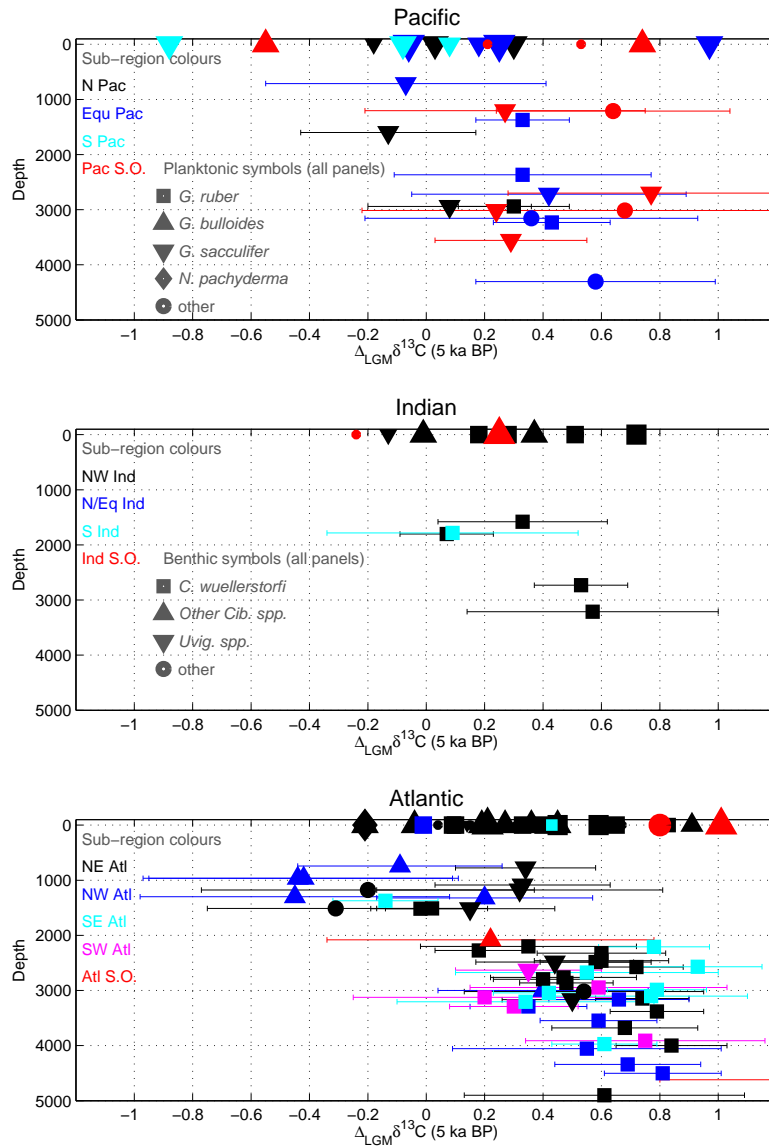 Pacific
0
1000
2000
3000
4000
5000
Depth
Sub-region colours
N Pac
Equ Pac
S Pac
Pac S.O.
Planktonic symbols (all panels)
G. ruber
G. bulloides
G. sacculifer
N. pachyderma
other
−1 −0.8 −0.6 −0.4 −0.2 0 0.2 0.4 0.6 0.8 1
Δ_LGM δ¹³C (5 ka BP)
Indian
0
1000
2000
3000
4000
5000
Depth
Sub-region colours
NW Ind
N/Eq Ind
S Ind
Ind S.O.
Benthic symbols (all panels)
C. wuellerstorfi
Other Cib. spp.
Uvig. spp.
other
−1 −0.8 −0.6 −0.4 −0.2 0 0.2 0.4 0.6 0.8 1
Δ_LGM δ¹³C (5 ka BP)
Atlantic
0
1000
2000
3000
4000
5000
Depth
Sub-region colours
NE Atl
NW Atl
SE Atl
SW Atl
Atl S.O.
−1 −0.8 −0.6 −0.4 −0.2 0 0.2 0.4 0.6 0.8 1
Δ_LGM δ¹³C (5 ka BP)